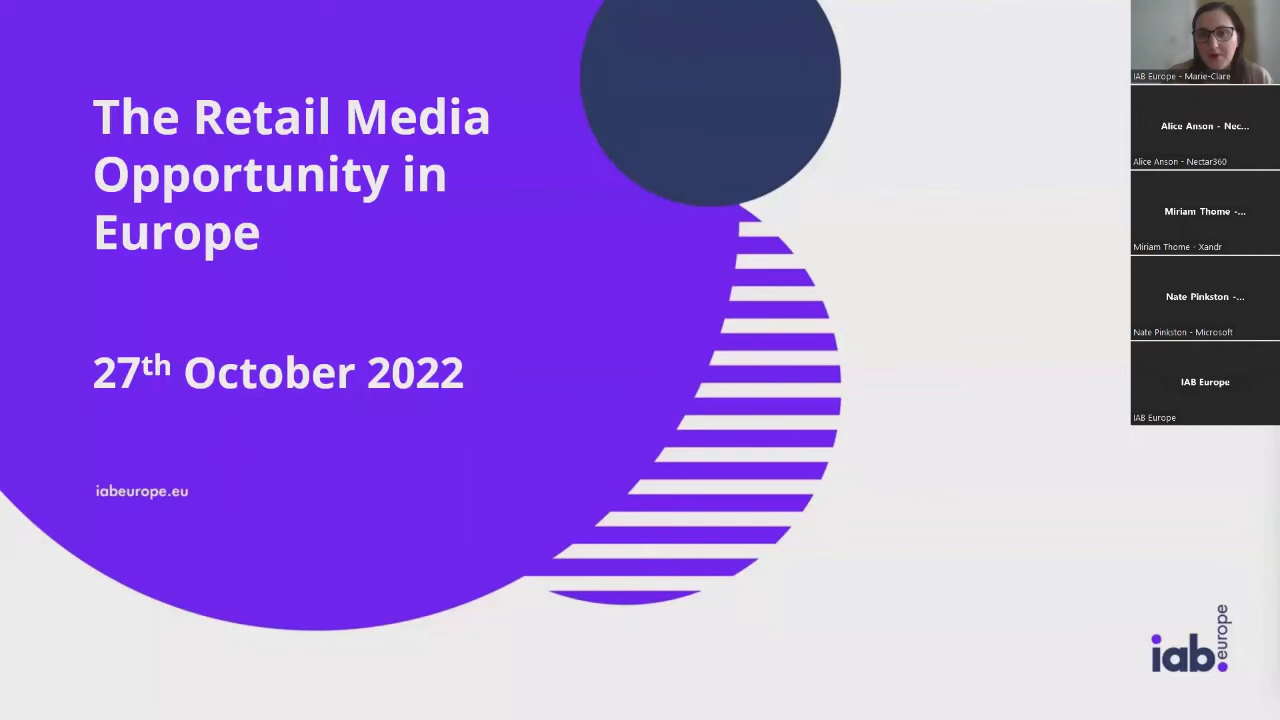 The Retail Media
Opportunity in
Europe
27th October 2022
iabeurope.eu
IAB Europe - Marie-Clare
Alice Anson - Nec...
Alice Anson - Nectar360
Miriam Thome -...
Miriam Thome - Xandr
Nate Pinkston -...
Nate Pinkston - Microsoft
IAB Europe
IAB Europe
iab.
europe